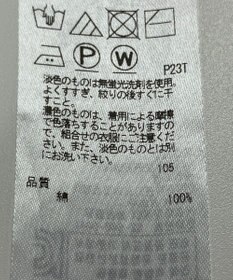 P W
P23T
淡色のものは無蛍光洗剤を使用。
よくすすぎ、絞りの後すぐに干
すこと。
濃色のものは、着用による摩擦
で色落ちすることがありますの
で、組合せの衣服にご注意くだ
さい。また、淡色のものとは別
にお洗い下さい。
105
品質
綿 100%